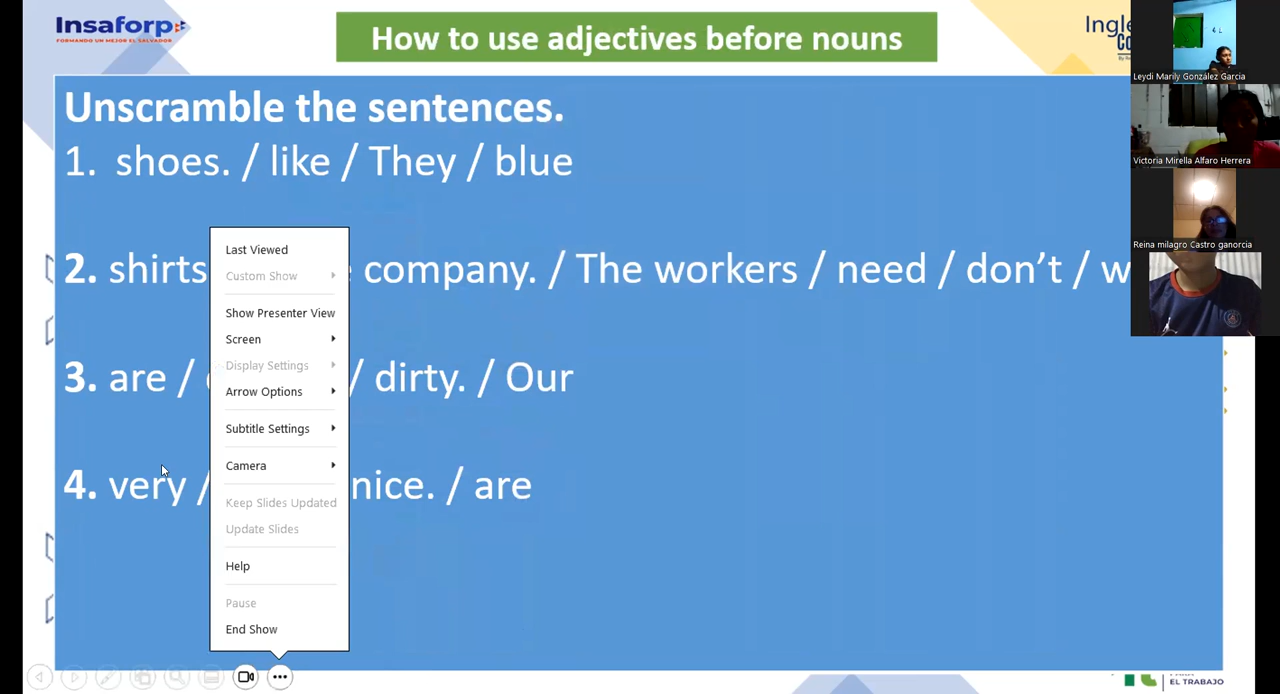 Insaforp
FORMANDO UN MEJOR EL SALVADOR
How to use adjectives before nouns
Leydi Marily González Garcia
Victoria Mirella Alfaro Herrera
Reina milagro Castro ganorcia
Unscramble the sentences.
1. shoes. / like / They / blue
2. shirts company. / The workers / need / don’t /
3. are / / dirty. / Our
4. very / nice. / are
Last Viewed
Custom Show
Show Presenter View
Screen
Display Settings
Arrow Options
Subtitle Settings
Camera
Keep Slides Updated
Update Slides
Help
Pause
End Show
EL TRABAJO